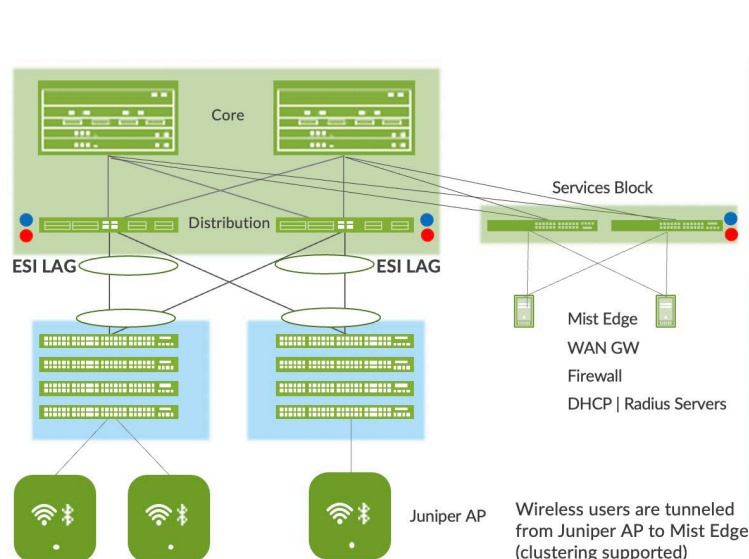 Core
Services Block
Distribution
ESI LAG
ESI LAG
Mist Edge
WAN GW
Firewall
DHCP | Radius Servers
Juniper AP
Wireless users are tunneled
from Juniper AP to Mist Edge
(clustering supported)